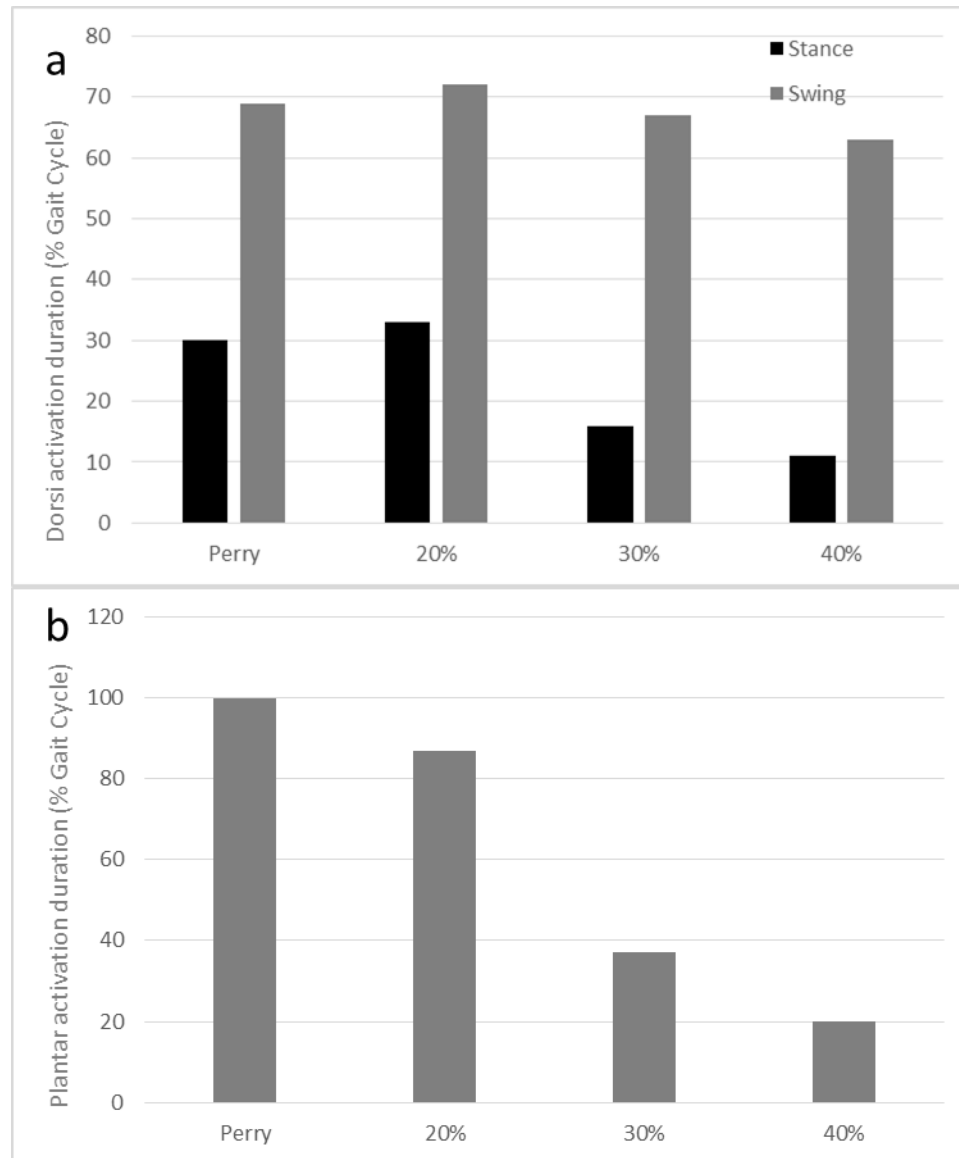 a
Stance
Swing
Dorsi activation duration (% Gait Cycle)
80
70
60
50
40
30
20
10
0
Perry 20% 30% 40%
b
Plantar activation duration (% Gait Cycle)
120
100
80
60
40
20
0
Perry 20% 30% 40%